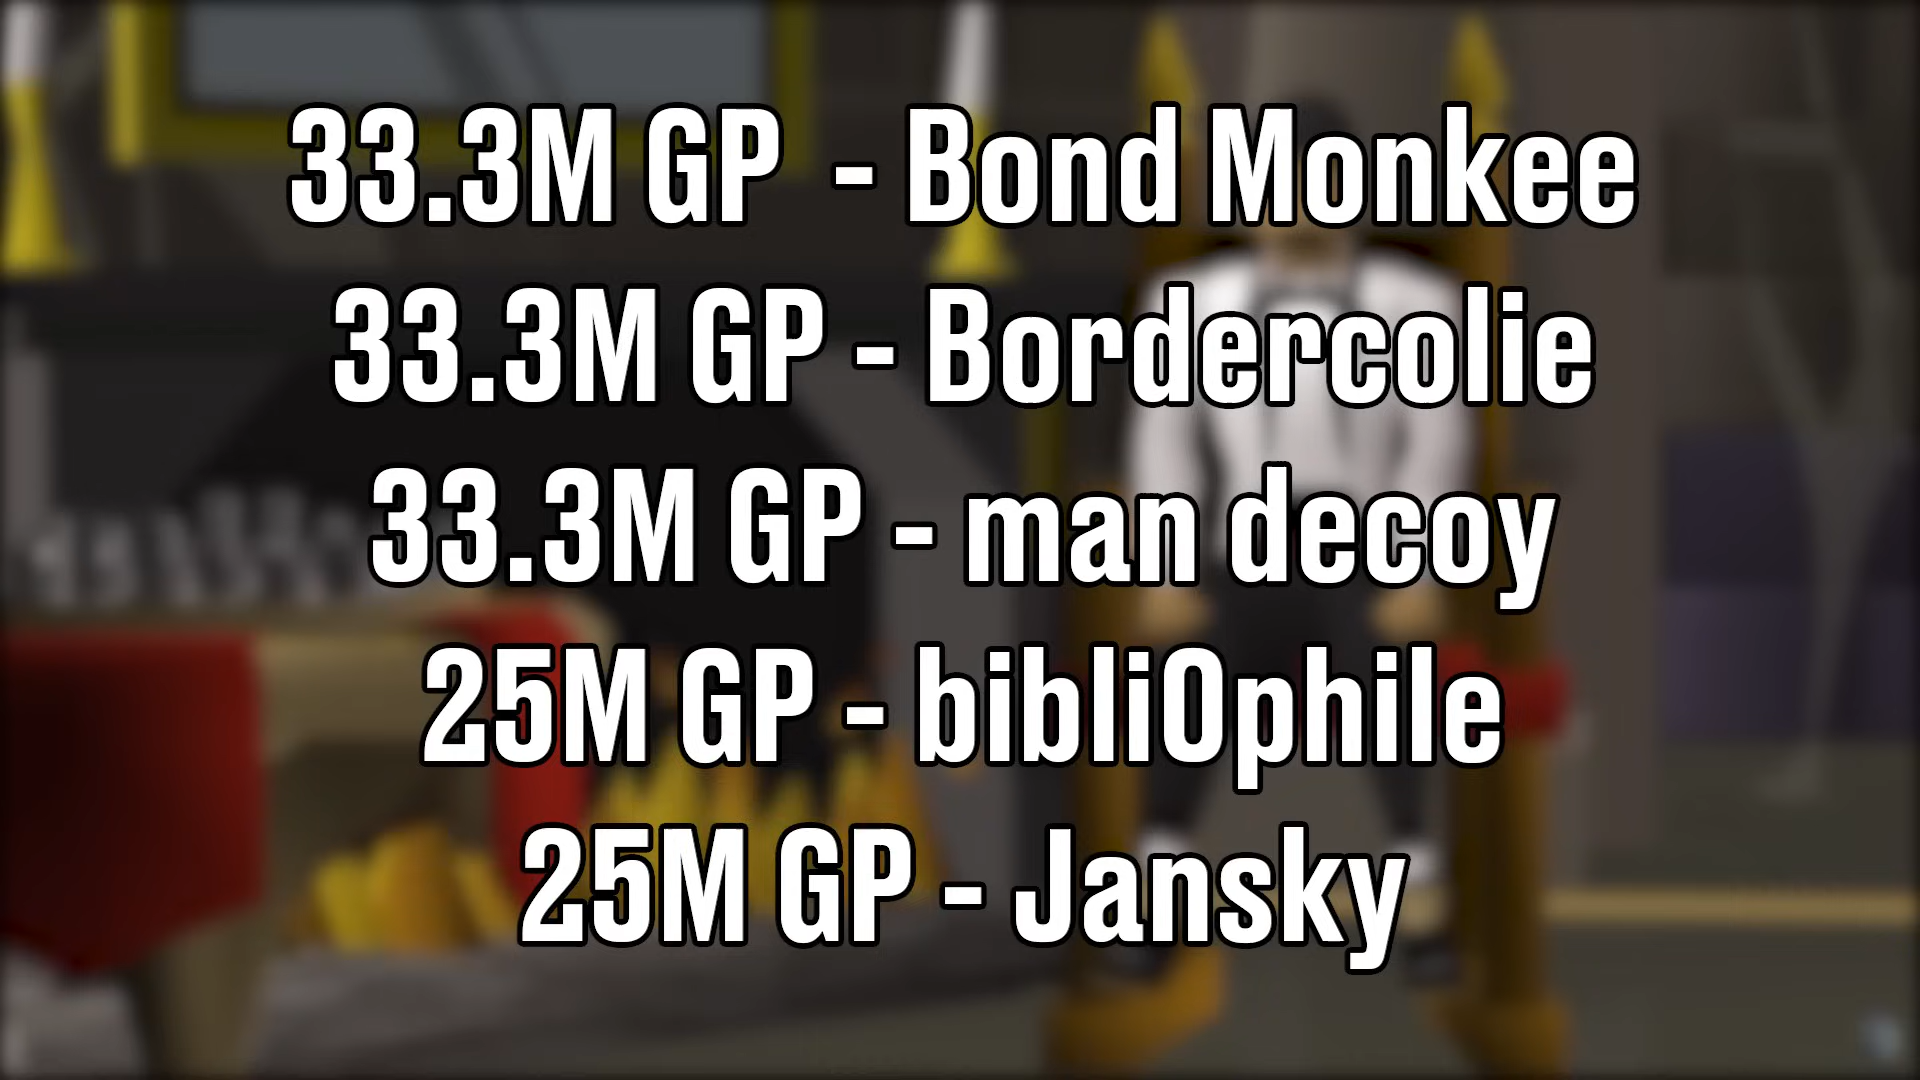 33.3M GP - Bond Monkee
33.3M GP - Bordercolie
33.3M GP - man decoy
25M GP - bibli0phile
25M GP - Jansky